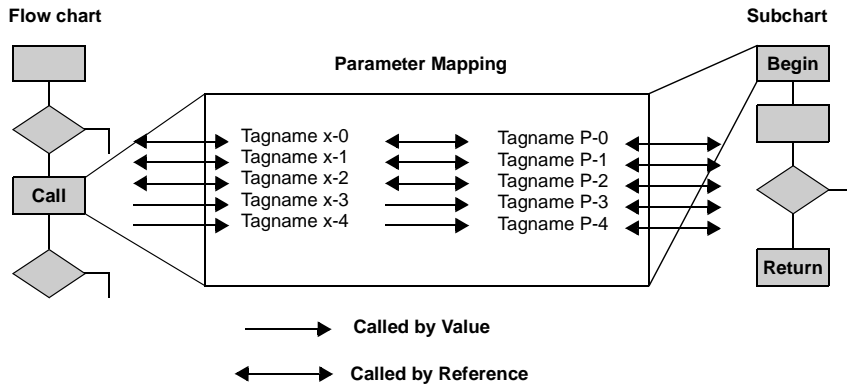 Flow chart
Subchart
Parameter Mapping
Begin
Tagname x-0
Tagname P-0
Tagname x-1
Tagname P-1
Tagname x-2
Tagname P-2
Call
Tagname x-3
Tagname P-3
Tagname x-4
Tagname P-4
Return
Called by Value
Called by Reference